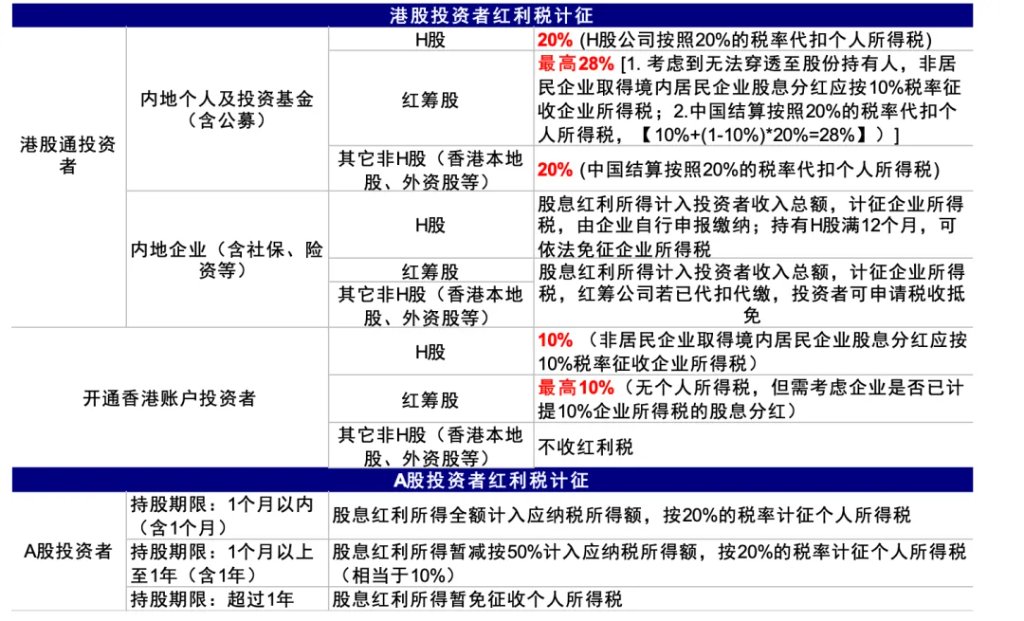 港股投资者红利税计征
港股通投资
者
内地个人及投资基金
（含公募）
H股
20% (H股公司按照20%的税率代扣个人所得税)
红筹股
最高28% [1. 考虑到无法穿透至股份持有人，非居
民企业取得境内居民企业股息分红应按10%税率征
收企业所得税；2.中国结算按照20%的税率代扣个
人所得税，【10%+(1-10%)*20%=28%】）]
其它非H股（香港本地
股、外资股等）
20% (中国结算按照20%的税率代扣个人所得税)
内地企业（含社保、险
资等）
H股
股息红利所得计入投资者收入总额，计征企业所得
税，由企业自行申报缴纳；持有H股满12个月，可
依法免征企业所得税
红筹股
其它非H股（香港本地
股、外资股等）
股息红利所得计入投资者收入总额，计征企业所得
税，红筹公司若已代扣代缴，投资者可申请税收抵
免
开通香港账户投资者
H股
10% （非居民企业取得境内居民企业股息分红应按
10%税率征收企业所得税）
红筹股
最高10%（无个人所得税，但需考虑企业是否已计
提10%企业所得税的股息分红）
其它非H股（香港本地
股、外资股等）
不收红利税
A股投资者红利税计征
A股投资者
持股期限：1个月以内
（含1个月）
股息红利所得全额计入应纳税所得额，按20%的税率计征个人所得税
持股期限：1个月以上
至1年（含1年）
股息红利所得暂减按50%计入应纳税所得额，按20%的税率计征个人所得税
（相当于10%）
持股期限：超过1年
股息红利所得暂免征收个人所得税